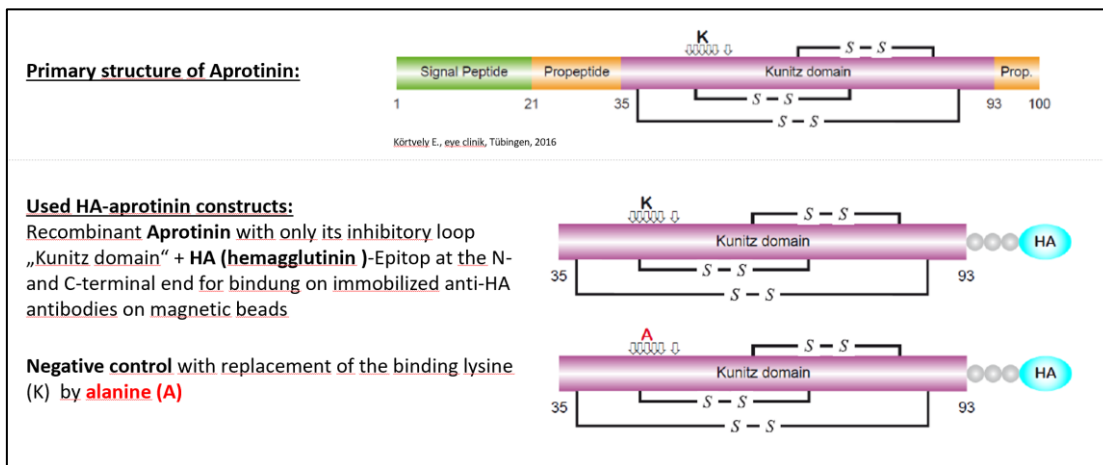 Primary structure of Aprotinin:
K
S – S
Signal Peptide Propeptide Kunitz domain Prop.
1 21 35 93 100
S – S
S – S
Körtvely E., eye clinik, Tübingen, 2016
Used HA-aprotinin constructs:
Recombinant Aprotinin with only its inhibitory loop
„Kunitz domain“ + HA (hemagglutinin )-Epitop at the N-
and C-terminal end for bindung on immobilized anti-HA
antibodies on magnetic beads
K
S – S
Kunitz domain HA
35 93
S – S
S – S
Negative control with replacement of the binding lysine
(K) by alanine (A)
A
S – S
Kunitz domain HA
35 93
S – S
S – S